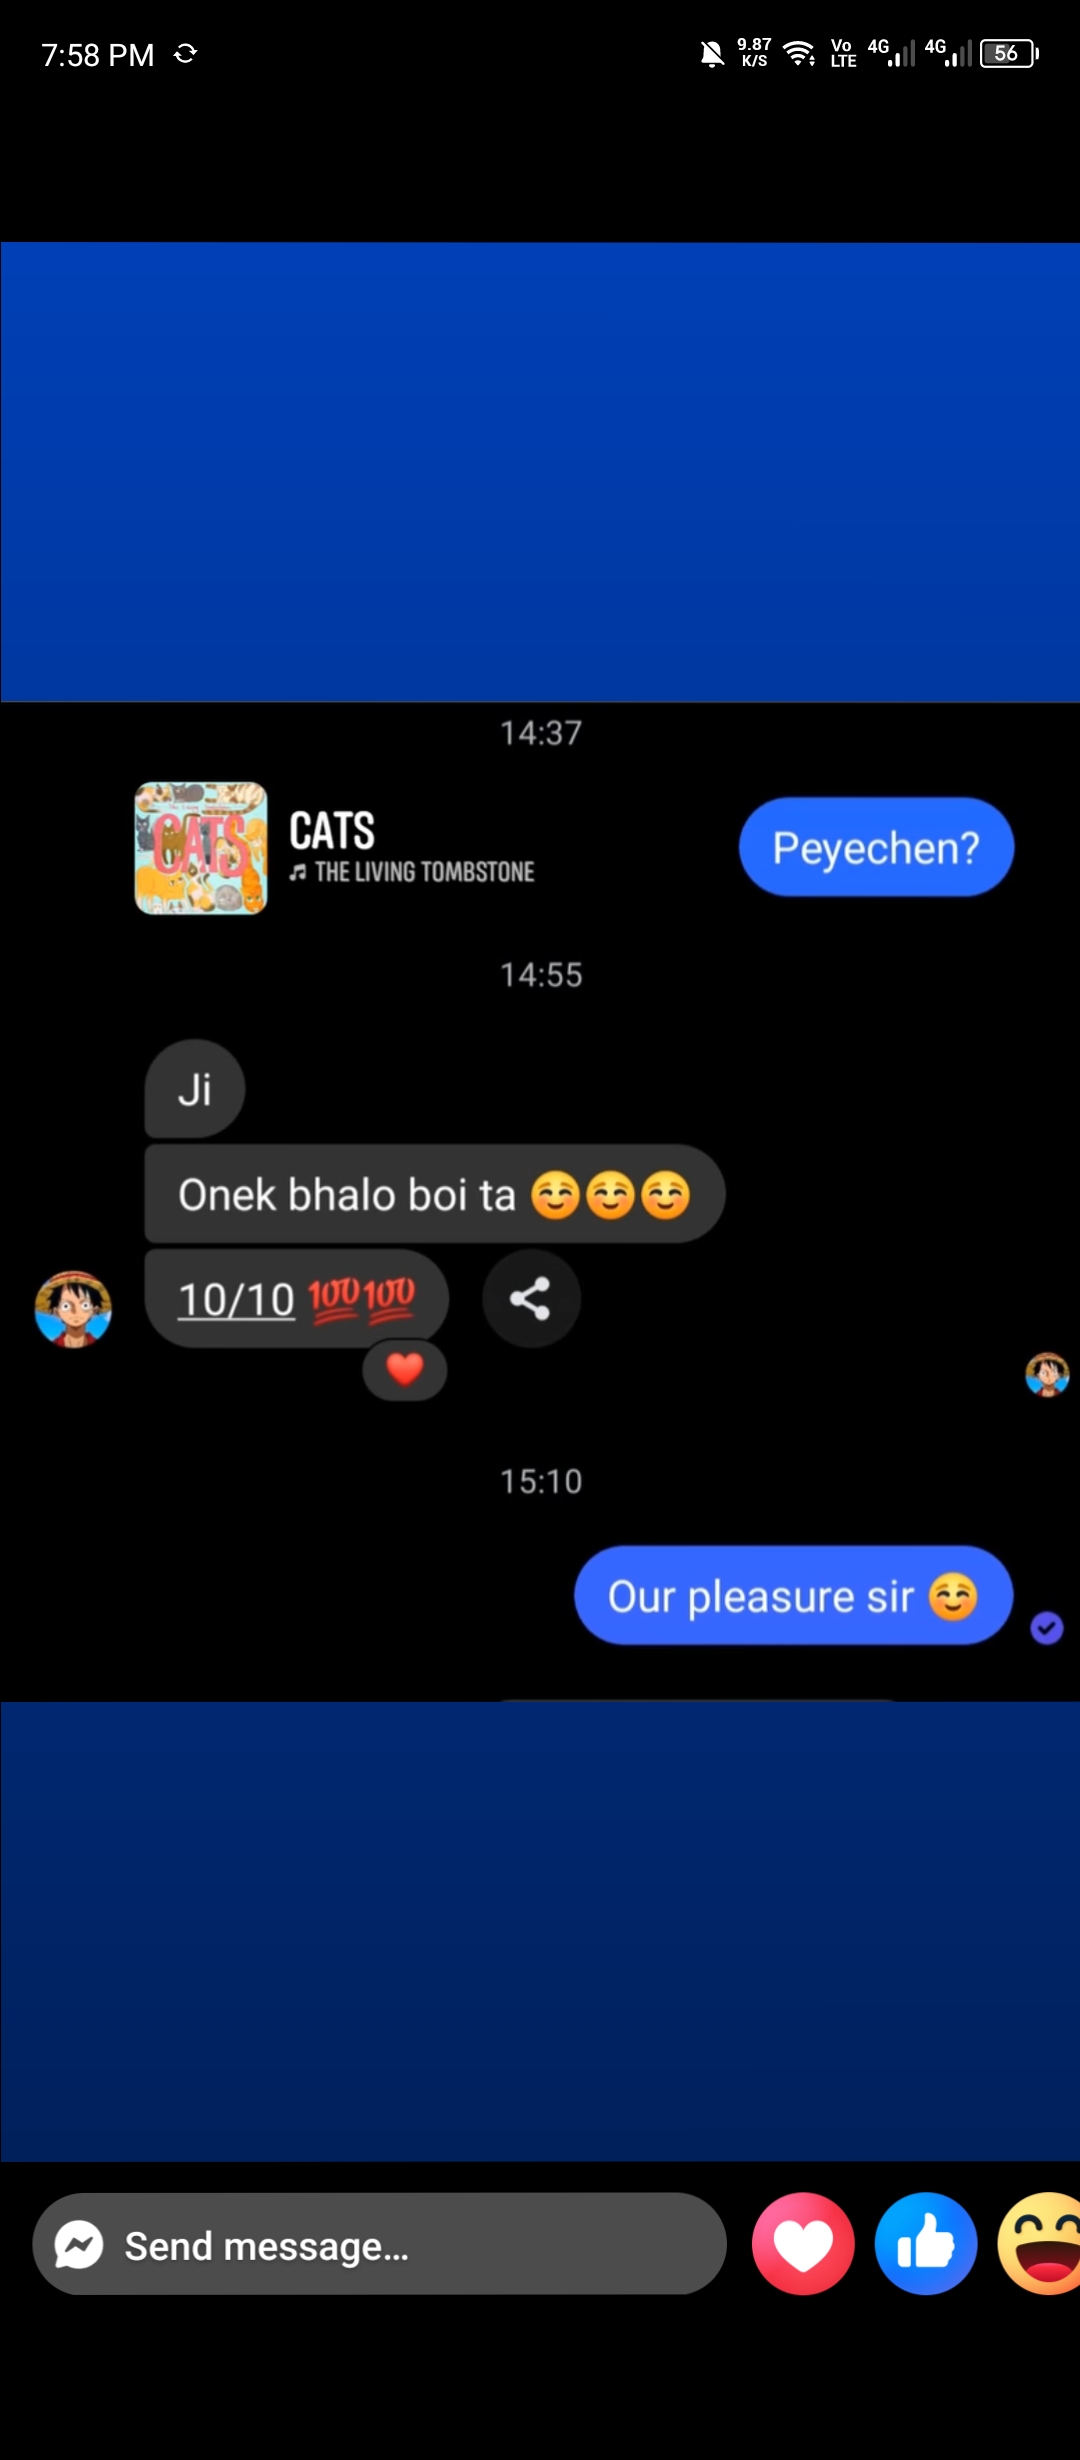 7:58 PM
9.87 K/S Vo LTE 4G 4G 56
14:37
CATS
CATS
THE LIVING TOMBSTONE
Peyechen?
14:55
Ji
Onek bhalo boi ta ☺️☺️☺️
10/10 💯💯
❤️
15:10
Our pleasure sir ☺️
Send message...